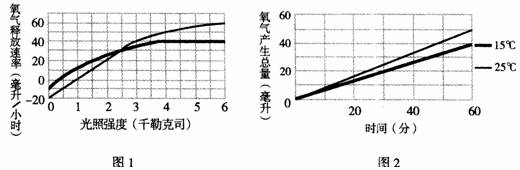 氧气释放速率（毫升/小时）
60
40
20
0
-20
0 1 2 3 4 5 6
光照强度（千勒克司）
图1
氧气产生总量（毫升）
60
40
20
0
20 40 60
时间（分）
15℃
25℃
图2